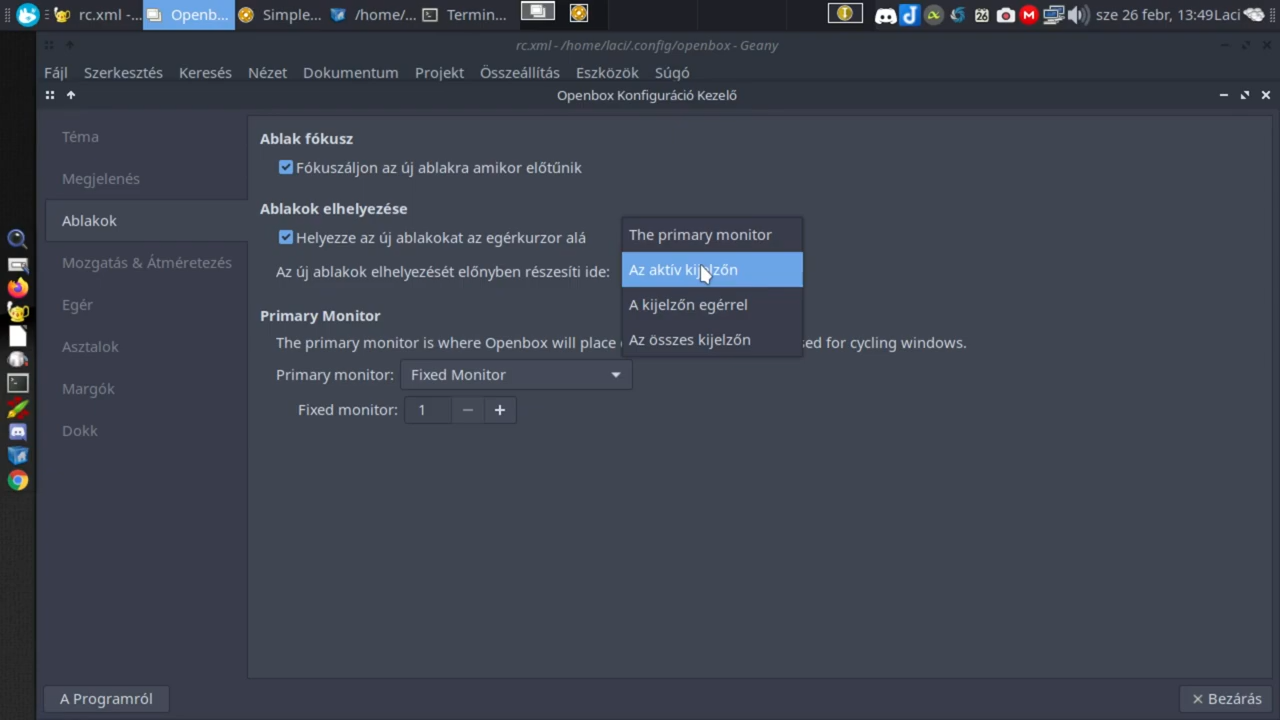 rc.xml -...
Openb...
Simple...
/home/...
Termin...
26
sze 26 febr, 13:49
Laci
rc.xml - /home/laci/.config/openbox - Geany
Fájl Szerkesztés Keresés Nézet Dokumentum Projekt Összeállítás Eszközök Súgó
Openbox Konfiguráció Kezelő
Téma
Megjelenés
Ablakok
Mozgatás & Átméretezés
Egér
Asztalok
Margók
Dokk
Ablak fókusz
Fókuszáljon az új ablakra amikor előtűnik
Ablakok elhelyezése
Helyezze az új ablakokat az egérkurzor alá
Az új ablakok elhelyezését előnyben részesíti ide:
The primary monitor
Az aktív kijelzőn
A kijelzőn egérrel
Az összes kijelzőn
Primary Monitor
The primary monitor is where Openbox will place sed for cycling windows.
Primary monitor: Fixed Monitor
Fixed monitor: 1 − +
A Programról
Bezárás